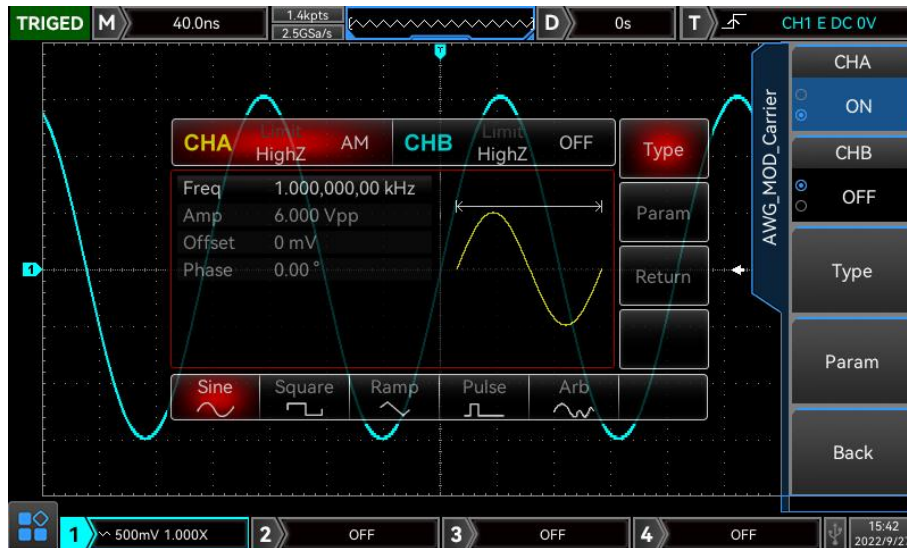 TRIGED M 40.0ns 1.4kpts D 0s T CH1 E DC 0V
2.5GSa/s
T
AWG_MOD_Carrier
CHA
ON
CHB
OFF
Type
Param
Back
CHA Limit HighZ AM CHB Limit HighZ OFF
Type
Param
Return
Freq 1.000,000,00 kHz
Amp 6.000 Vpp
Offset 0 mV
Phase 0.00 °
1
Sine Square Ramp Pulse Arb
1 500mV 1.000X 2 OFF 3 OFF 4 OFF 15:42
2022/9/27